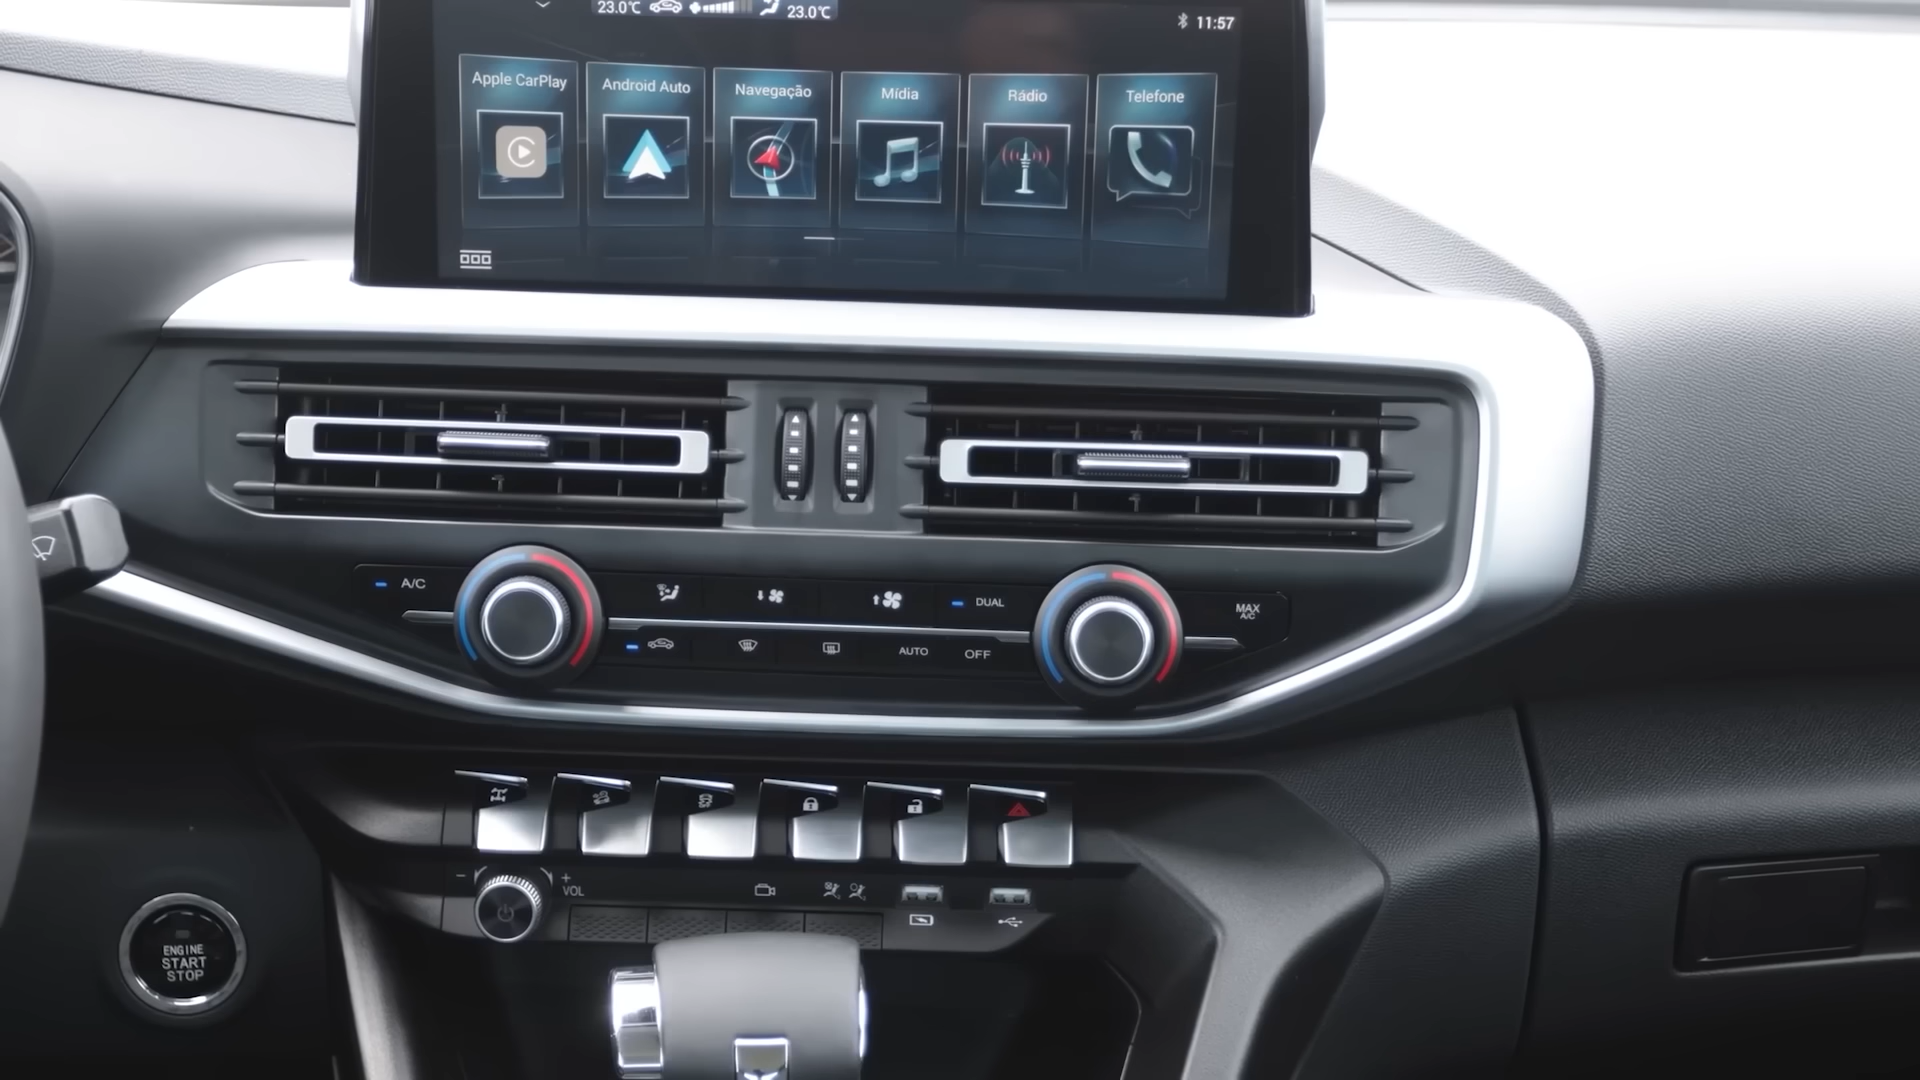 23.0℃
23.0℃
11:57
Apple CarPlay
Android Auto
Navegação
Mídia
Rádio
Telefone
A/C
DUAL
MAX
A/C
AUTO
OFF
- + VOL
ENGINE
START
STOP